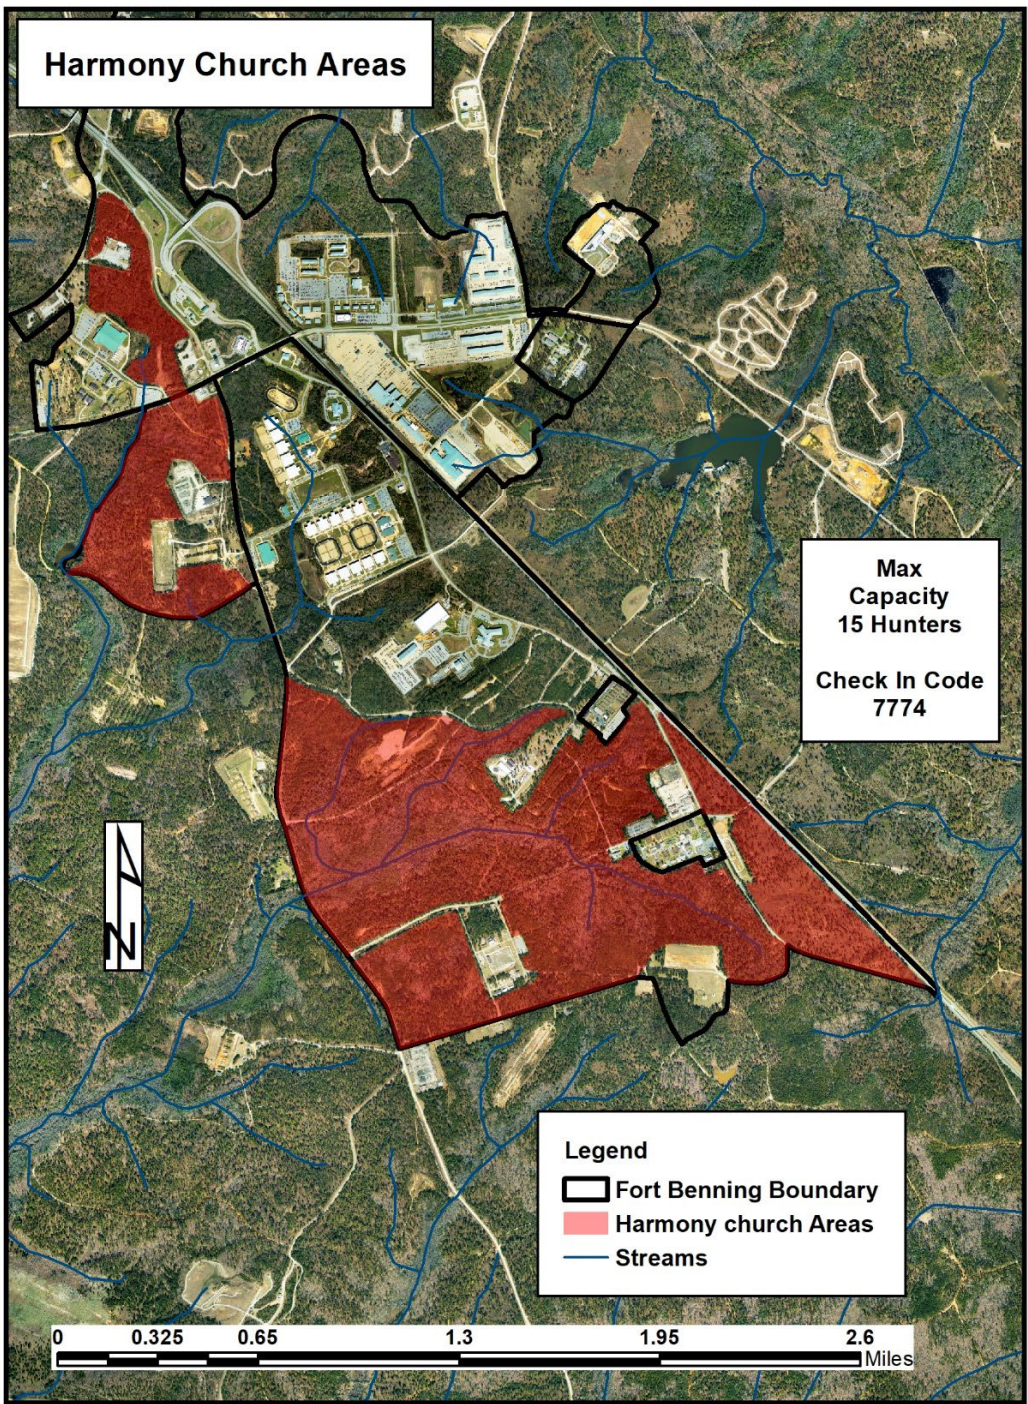 Harmony Church Areas
Max
Capacity
15 Hunters
Check In Code
7774
N
Legend
Fort Benning Boundary
Harmony church Areas
Streams
0 0.325 0.65 1.3 1.95 2.6
Miles